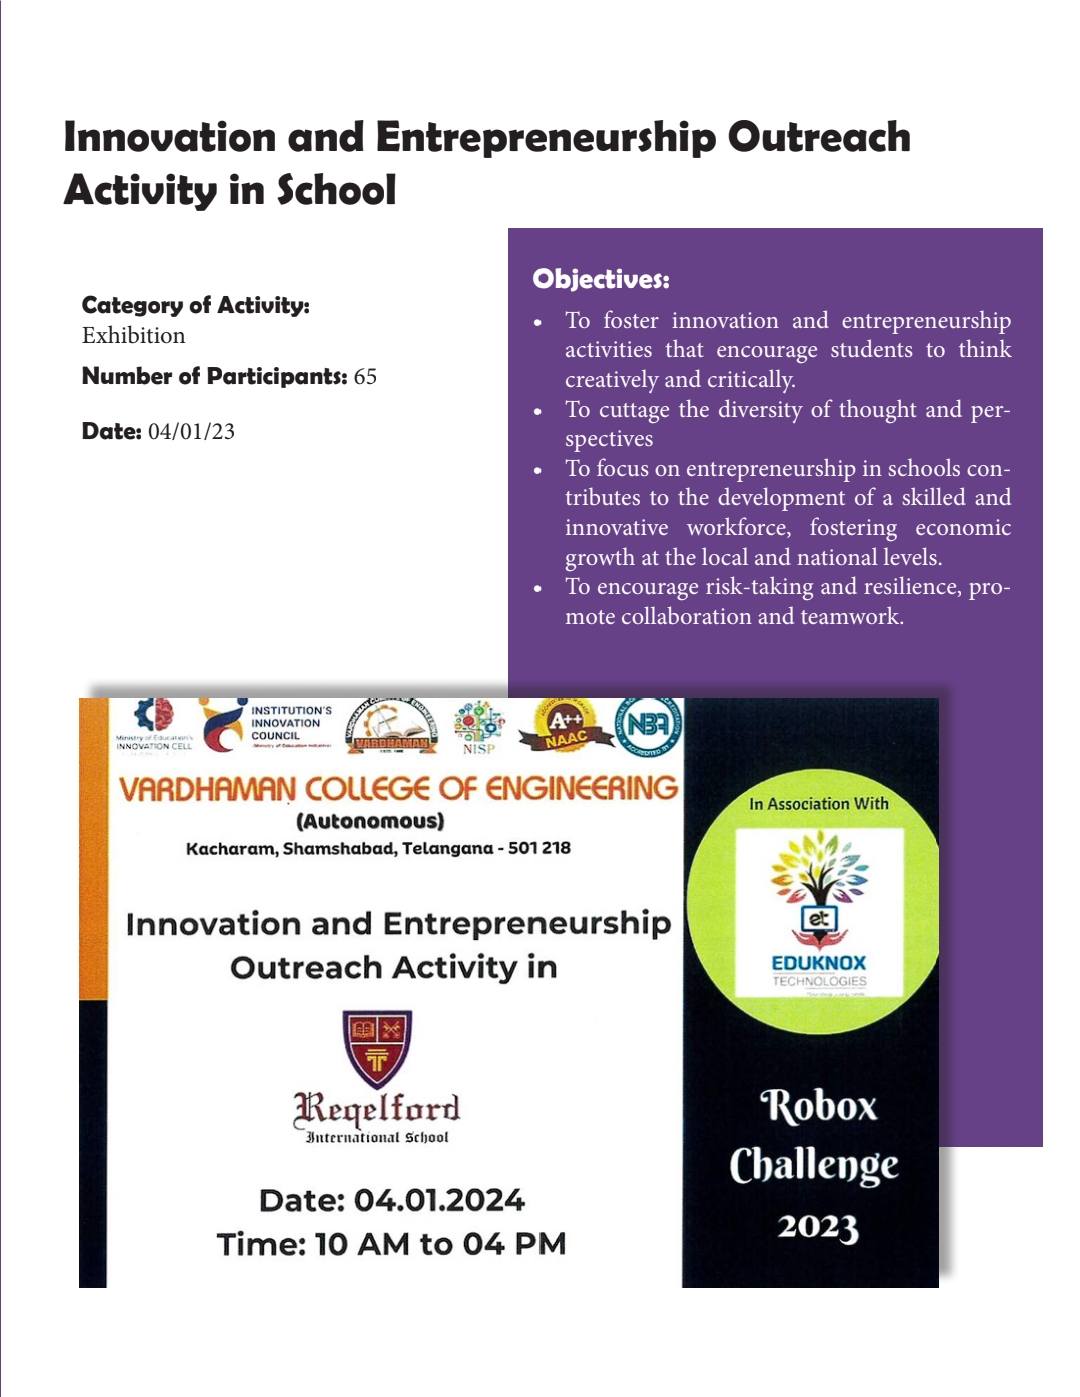 Innovation and Entrepreneurship Outreach
Activity in School
Category of Activity:
Exhibition
Number of Participants: 65
Date: 04/01/23
Objectives:
• To foster innovation and entrepreneurship
activities that encourage students to think
creatively and critically.
• To cuttage the diversity of thought and per-
spectives
• To focus on entrepreneurship in schools con-
tributes to the development of a skilled and
innovative workforce, fostering economic
growth at the local and national levels.
• To encourage risk-taking and resilience, pro-
mote collaboration and teamwork.
Ministry of Education's
INNOVATION CELL
INSTITUTION'S
INNOVATION
COUNCIL
(Ministry of Education Initiative)
VARDHAMAN
NISP
A++
NAAC
NBA
VARDHAMAN COLLEGE OF ENGINEERING
(Autonomous)
Kacharam, Shamshabad, Telangana - 501 218
Innovation and Entrepreneurship
Outreach Activity in
Reqelford
International School
Date: 04.01.2024
Time: 10 AM to 04 PM
In Association With
et
EDUKNOX
TECHNOLOGIES
Robox
Challenge
2023